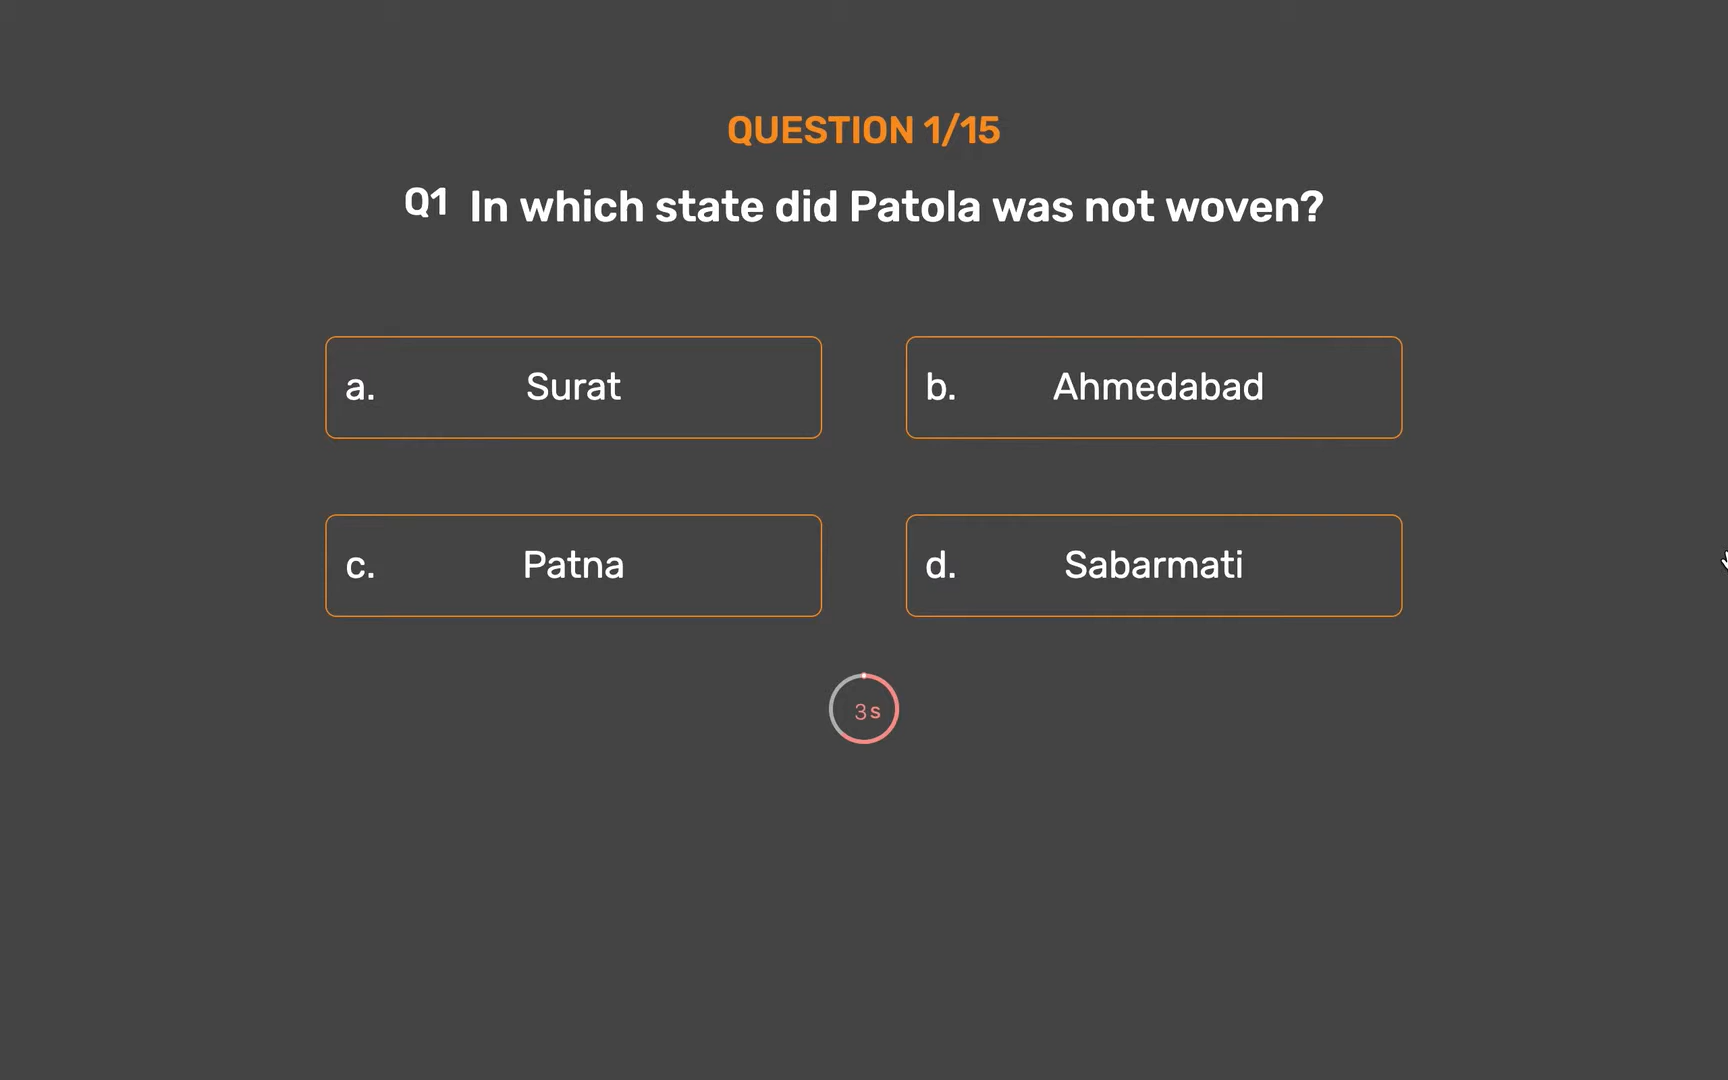 QUESTION 1/15
Q1 In which state did Patola was not woven?
a. Surat
b. Ahmedabad
c. Patna
d. Sabarmati
3s